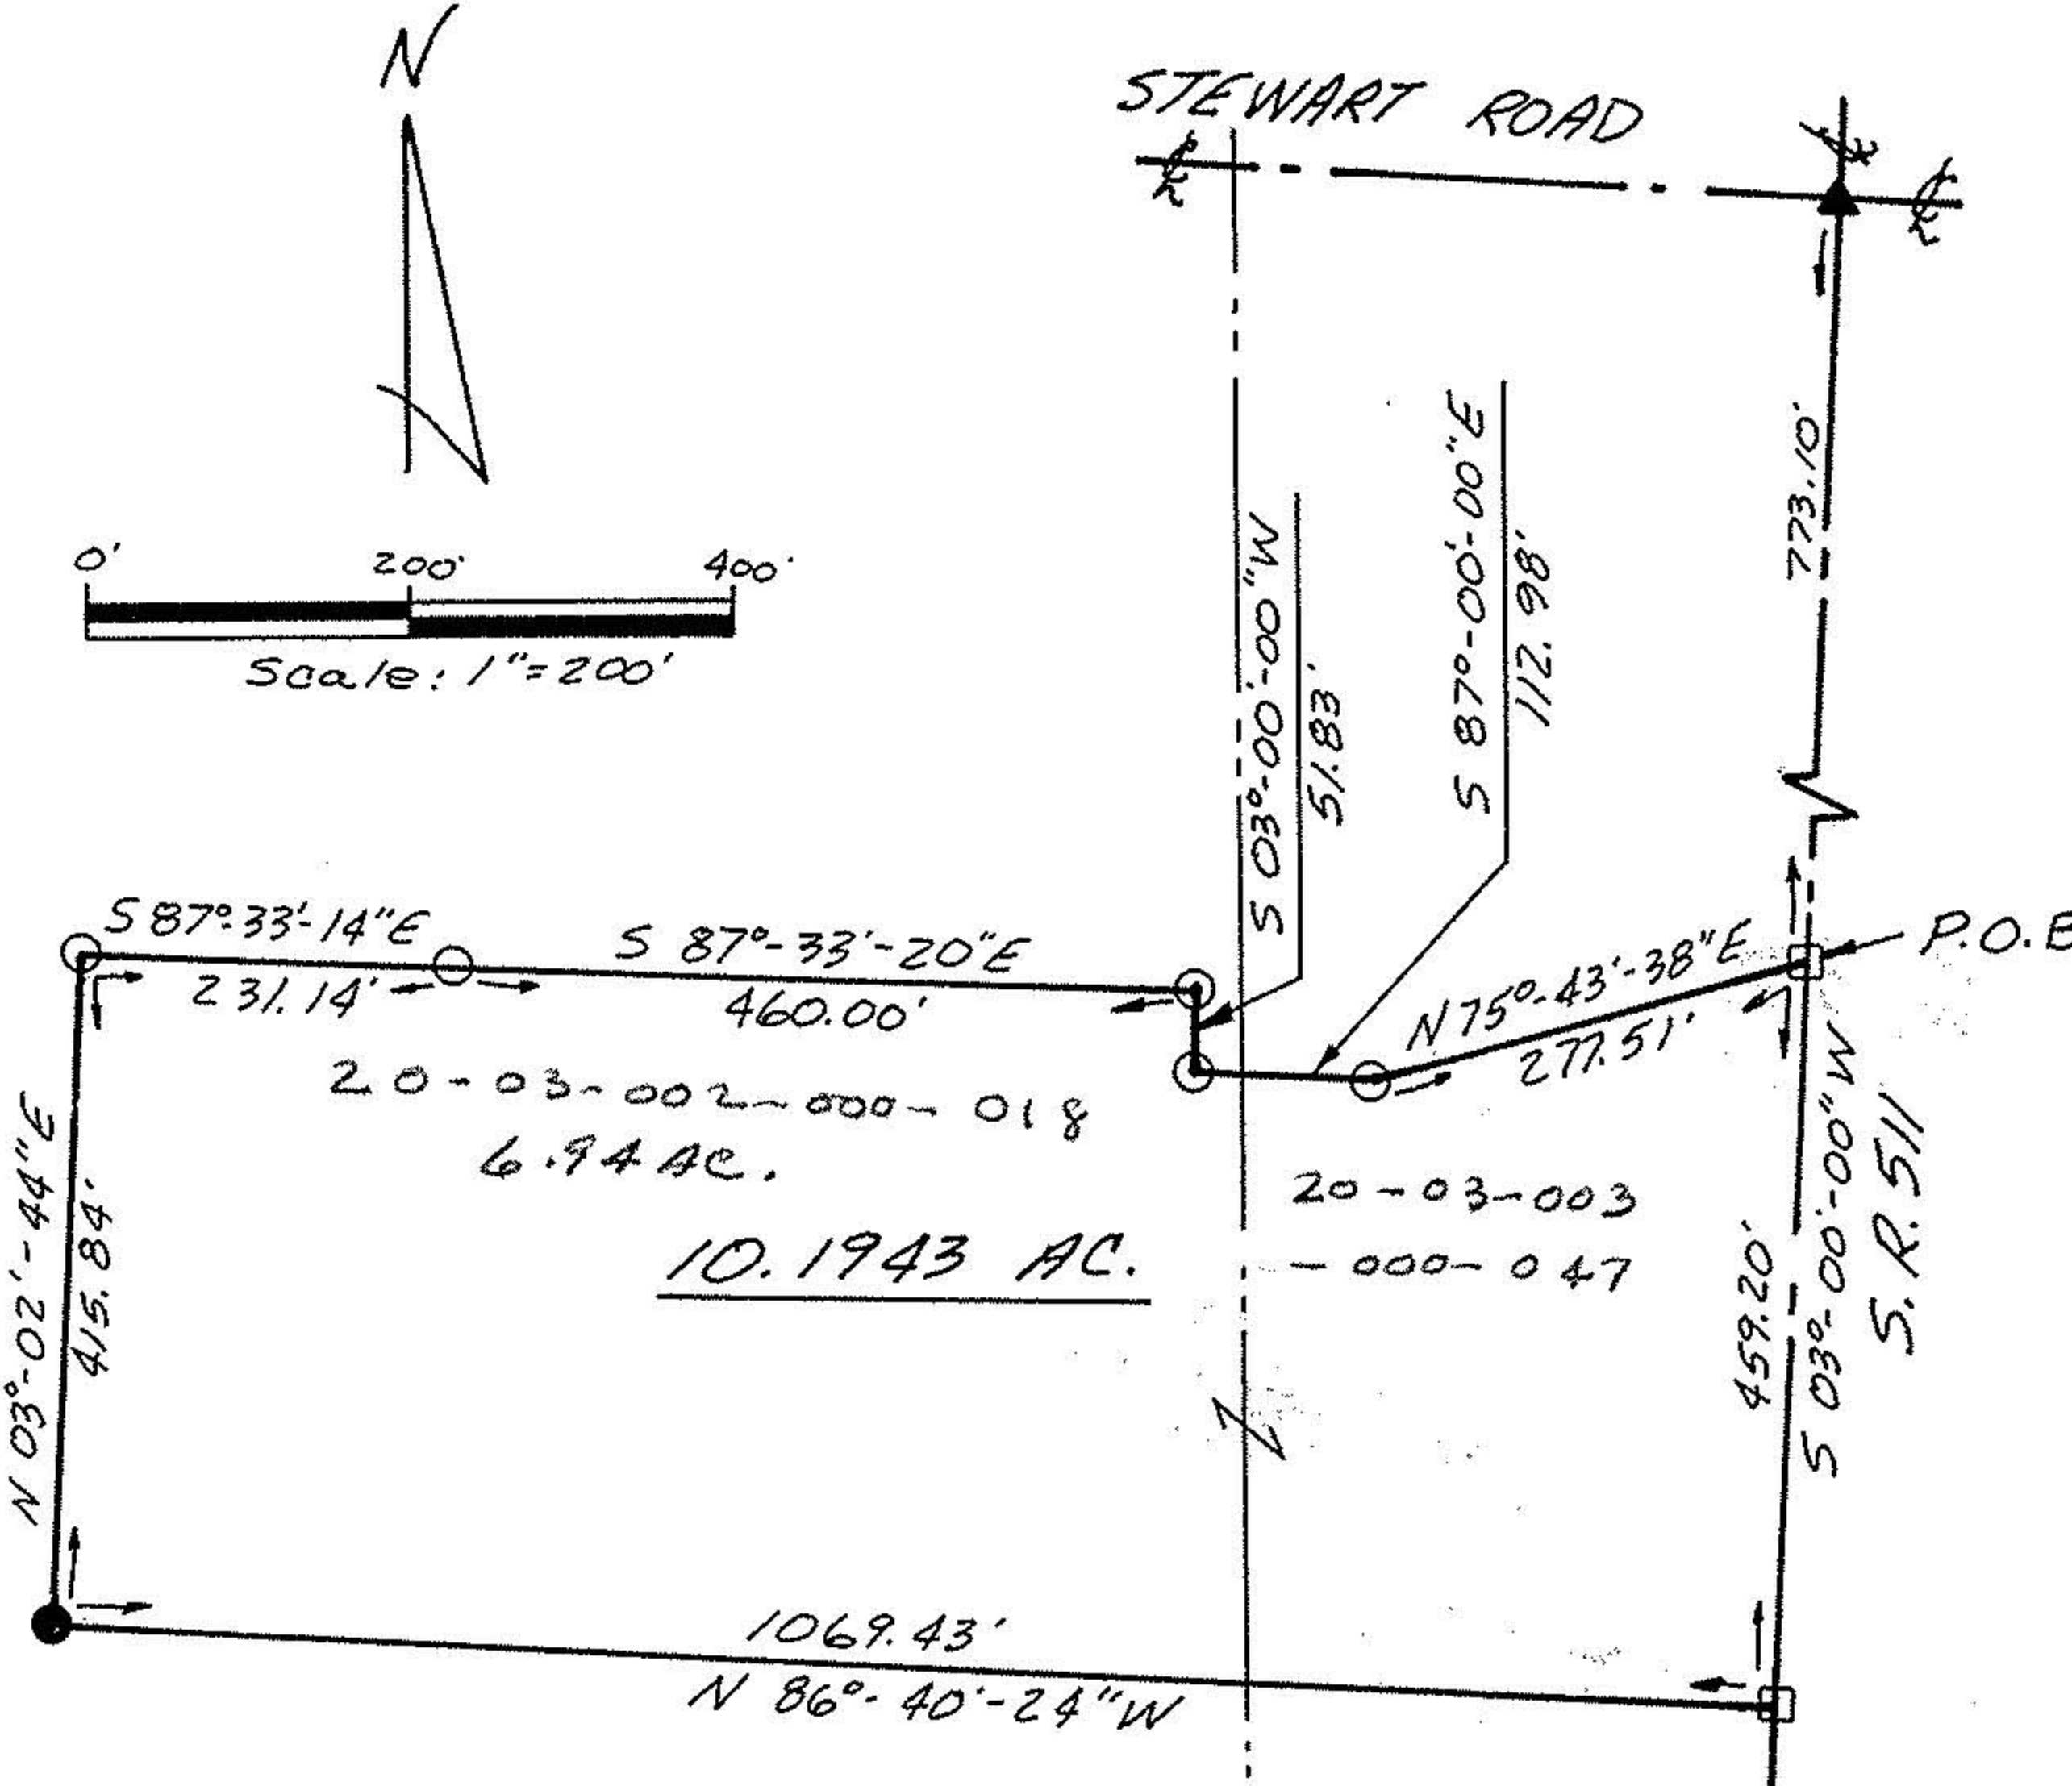 N
STEWART ROAD
℄
℄
℄
0' 200' 400'
Scale: 1"=200'
773.10'
S 03°-00'-00"W
51.83'
S 87°-00'-00"E
112.98'
S 87°-33'-14"E
231.14'
S 87°-33'-20"E
460.00'
N 75°-43'-38"E
277.51'
P.O.B
N 03°-02'-44"E
415.84'
20-03-002-000-018
6.94 AC.
10.1943 AC.
20-03-003
-000-047
459.20'
S 03°-00'-00"W
S.R. 511
Z
1069.43'
N 86°-40'-24"W